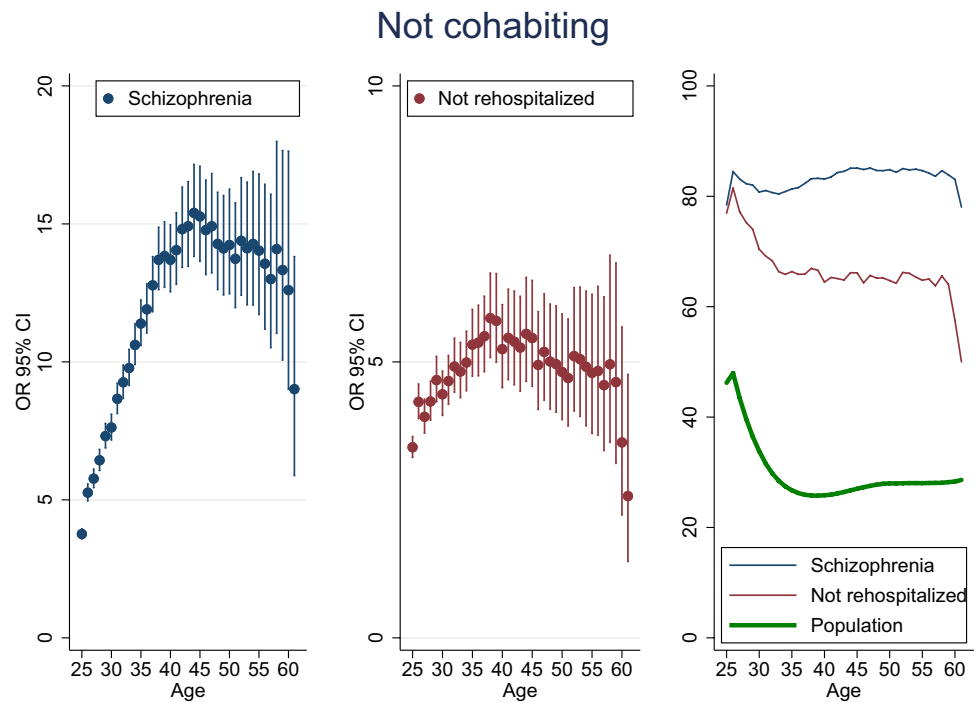 Not cohabiting
OR 95% CI
20
15
10
5
0
Schizophrenia
25 30 35 40 45 50 55 60
Age
OR 95% CI
10
5
0
Not rehospitalized
25 30 35 40 45 50 55 60
Age
100
80
60
40
20
0
Schizophrenia
Not rehospitalized
Population
25 30 35 40 45 50 55 60
Age